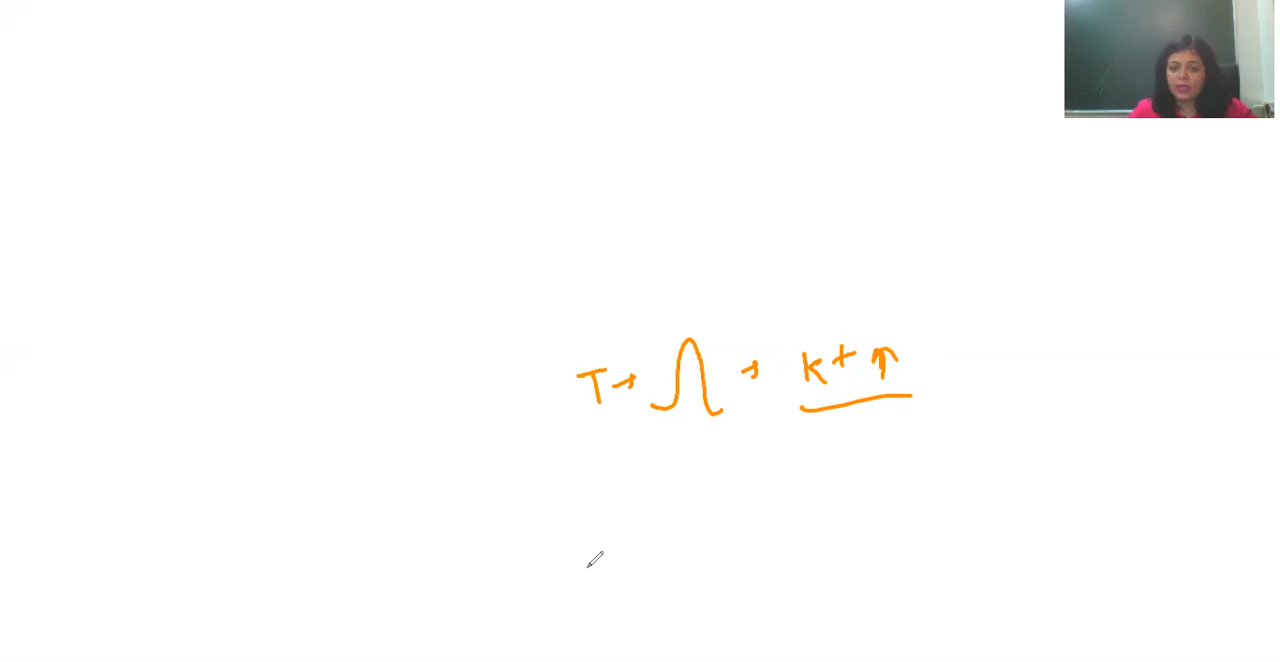 T → → K+ ↑